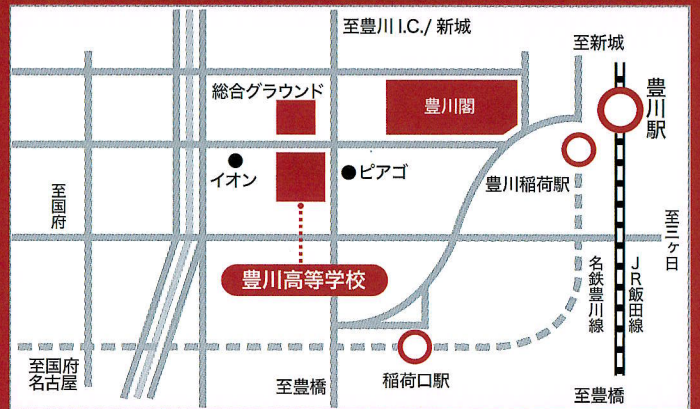 至豊川 I.C./ 新城
至新城
総合グラウンド
豊川閣
豊川駅
イオン
ピアゴ
豊川稲荷駅
至国府
至三ヶ日
豊川高等学校
名鉄豊川線
JR飯田線
至国府
名古屋
至豊橋
稲荷口駅
至豊橋